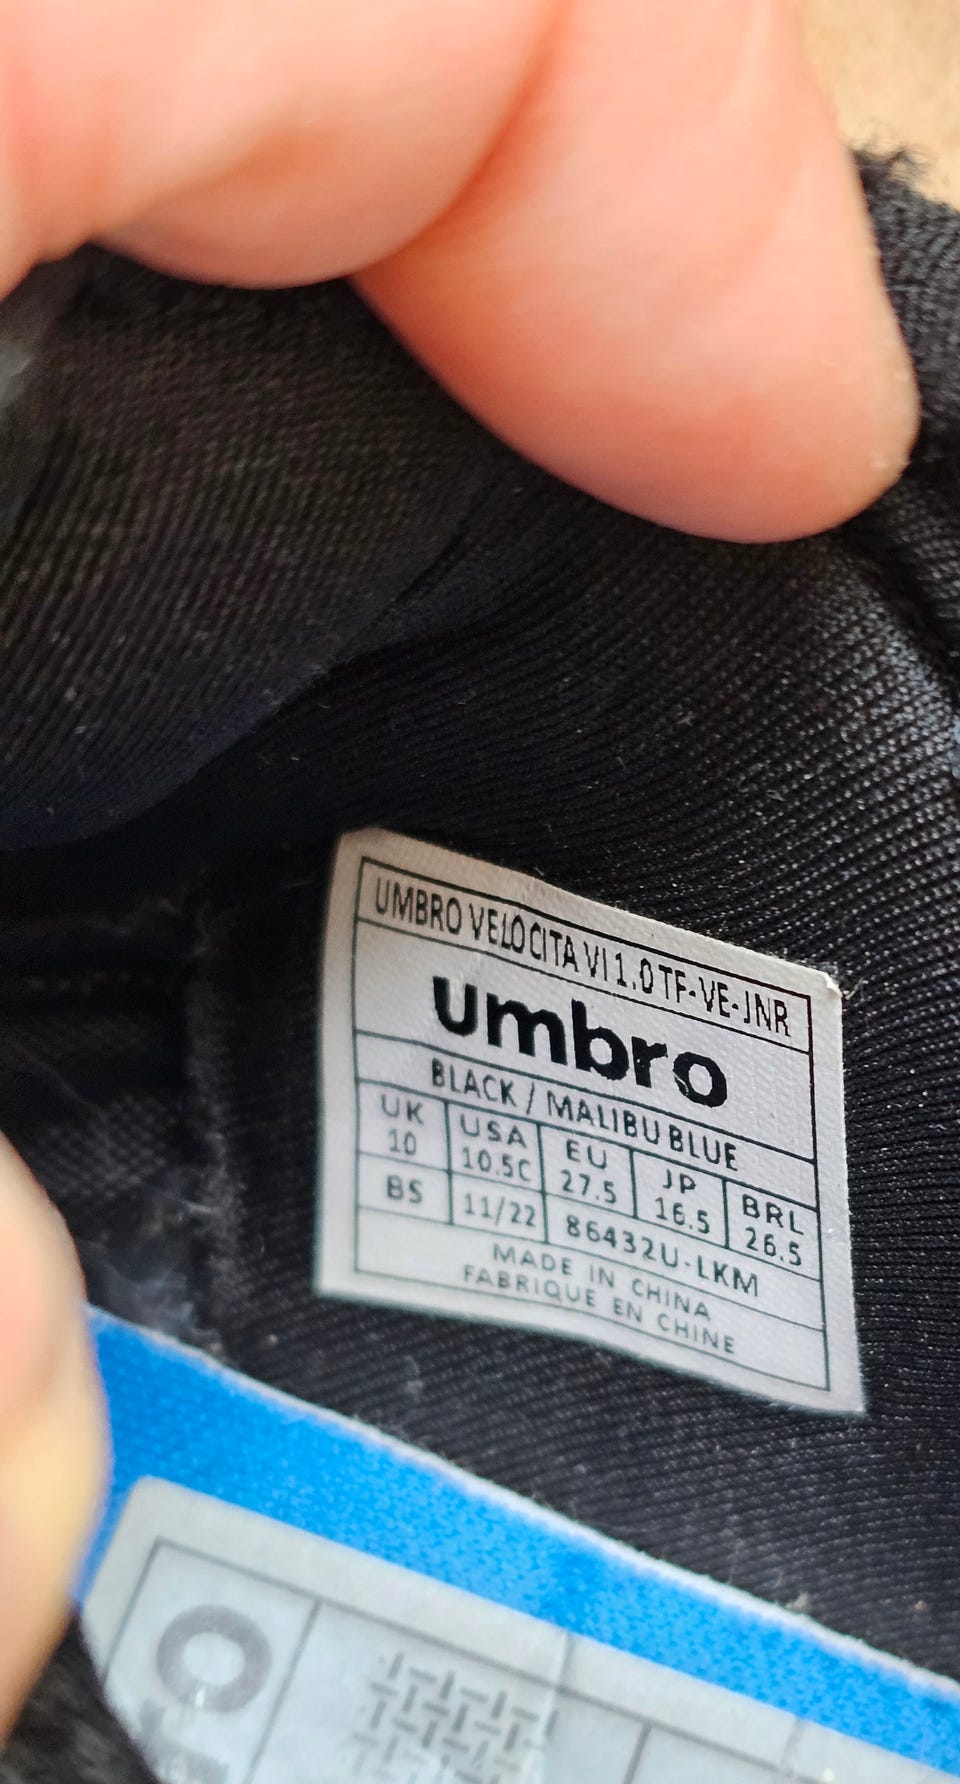 UMBRO VELOCITA VI 1.0 TF-VE-JNR
umbro
BLACK / MALIBU BLUE
UK USA EU JP BRL
10 10.5C 27.5 16.5 26.5
BS 11/22 86432U-LKM
MADE IN CHINA
FABRIQUE EN CHINE